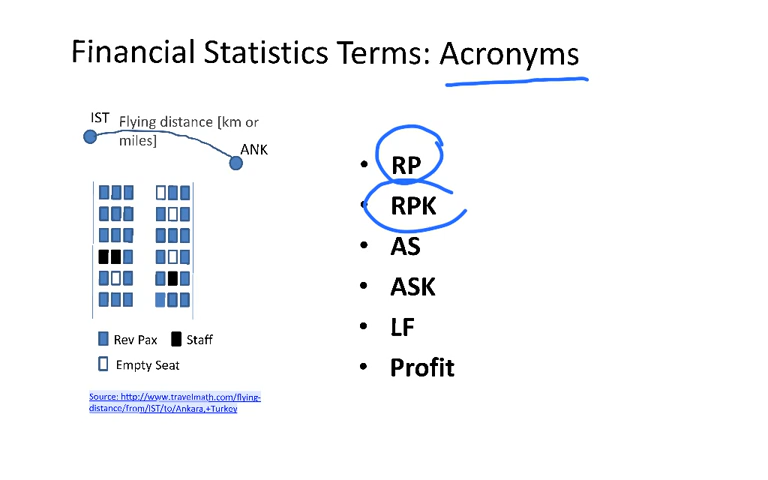 Financial Statistics Terms: Acronyms
IST
Flying distance [km or
miles]
ANK
• RP
• RPK
• AS
• ASK
• LF
• Profit
Rev Pax
Staff
Empty Seat
Source: http://www.travelmath.com/flying-
distance/from/IST/to/Ankara,+Turkey